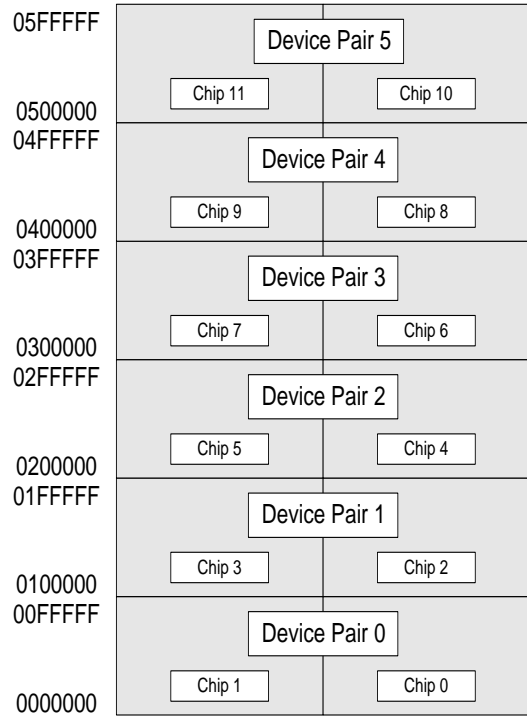 05FFFFF
Device Pair 5
Chip 11 Chip 10
0500000
04FFFFF
Device Pair 4
Chip 9 Chip 8
0400000
03FFFFF
Device Pair 3
Chip 7 Chip 6
0300000
02FFFFF
Device Pair 2
Chip 5 Chip 4
0200000
01FFFFF
Device Pair 1
Chip 3 Chip 2
0100000
00FFFFF
Device Pair 0
Chip 1 Chip 0
0000000